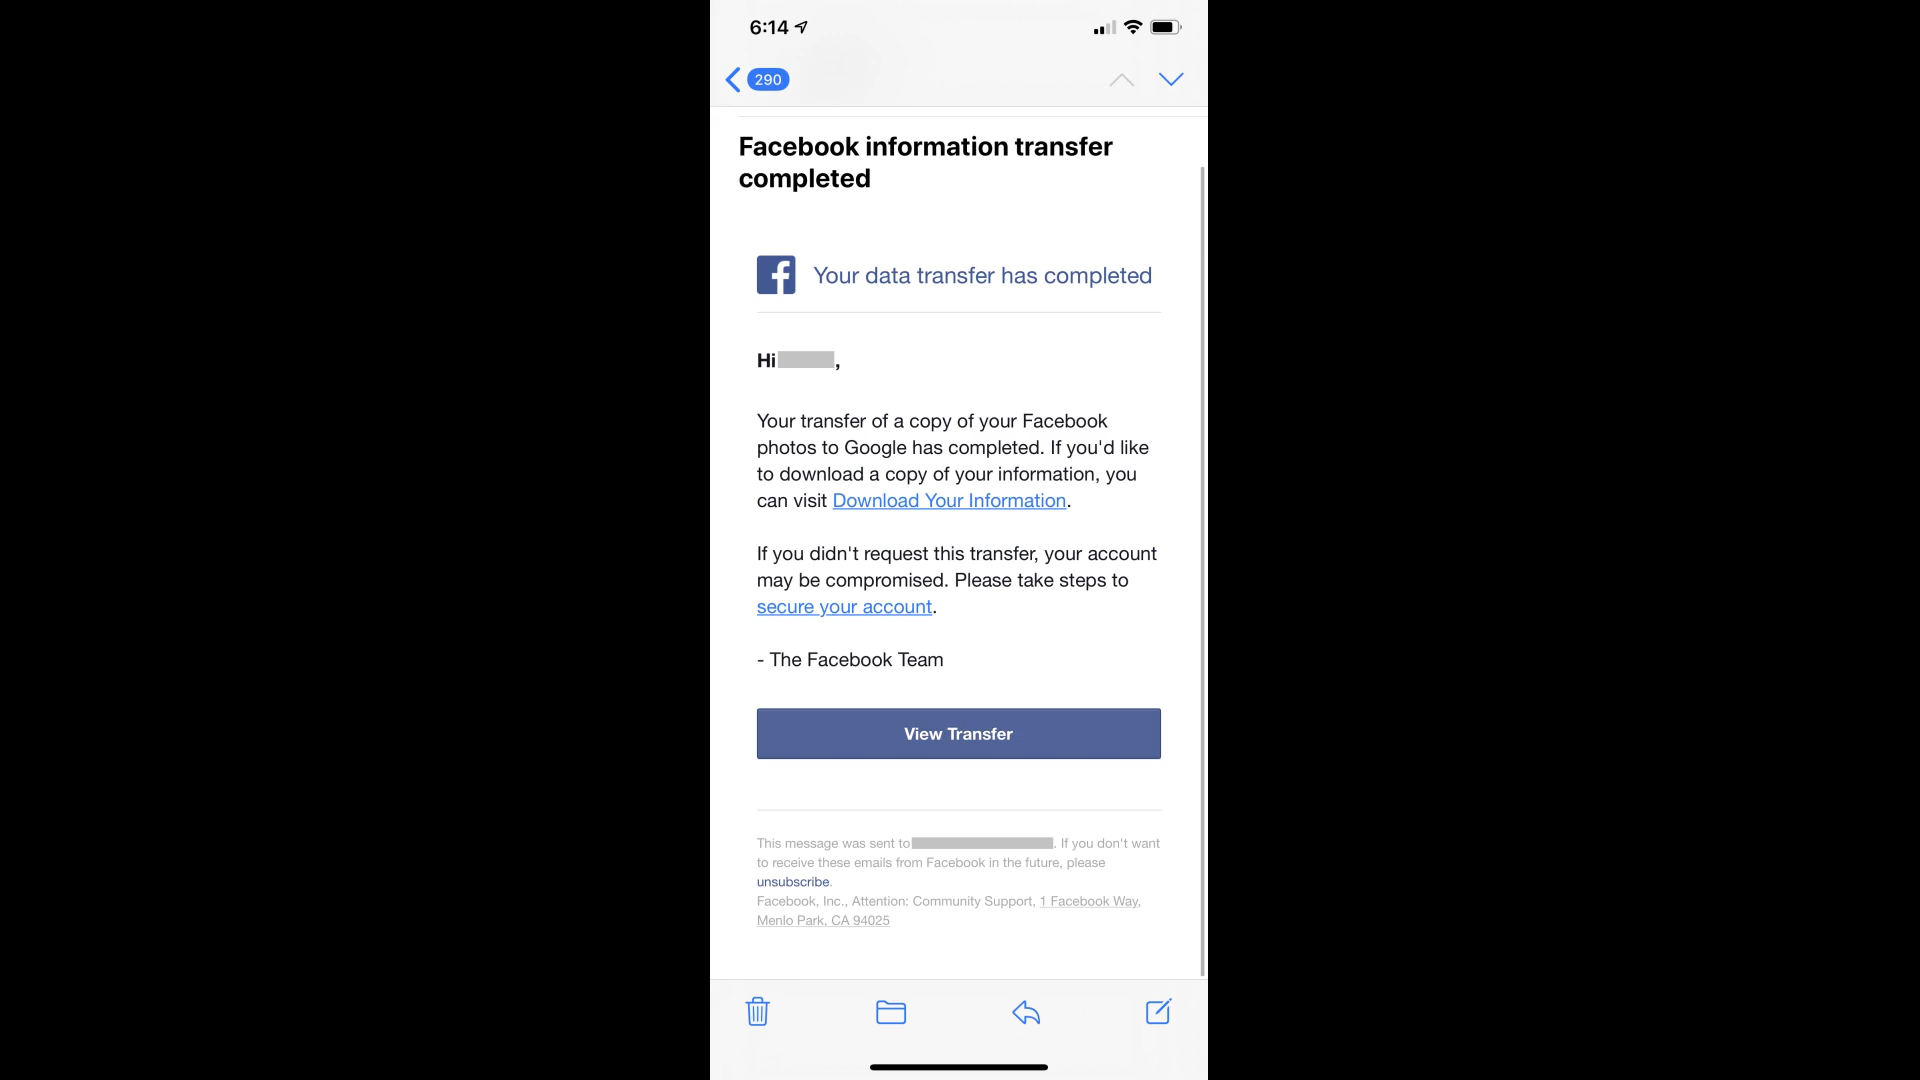 6:14
290
Facebook information transfer
completed
Your data transfer has completed
Hi ,
Your transfer of a copy of your Facebook
photos to Google has completed. If you'd like
to download a copy of your information, you
can visit Download Your Information.
If you didn't request this transfer, your account
may be compromised. Please take steps to
secure your account.
- The Facebook Team
View Transfer
This message was sent to . If you don't want
to receive these emails from Facebook in the future, please
unsubscribe.
Facebook, Inc., Attention: Community Support, 1 Facebook Way,
Menlo Park, CA 94025